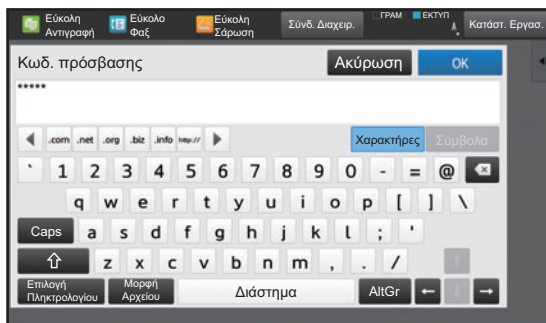 Εύκολη Αντιγραφή
Εύκολο Φαξ
Εύκολη Σάρωση
Σύνδ. Διαχειρ.
ΓΡΑΜ
ΕΚΤΥΠ
Κατάστ. Εργασ.
Κωδ. πρόσβασης
Ακύρωση
OK
*****
.com .net .org .biz .info http://
Χαρακτήρες
Σύμβολα
` 1 2 3 4 5 6 7 8 9 0 - = @
q w e r t y u i o p [ ] \
Caps a s d f g h j k l ; '
z x c v b n m , . /
Επιλογή Πληκτρολογίου
Μορφή Αρχείου
Διάστημα
AltGr